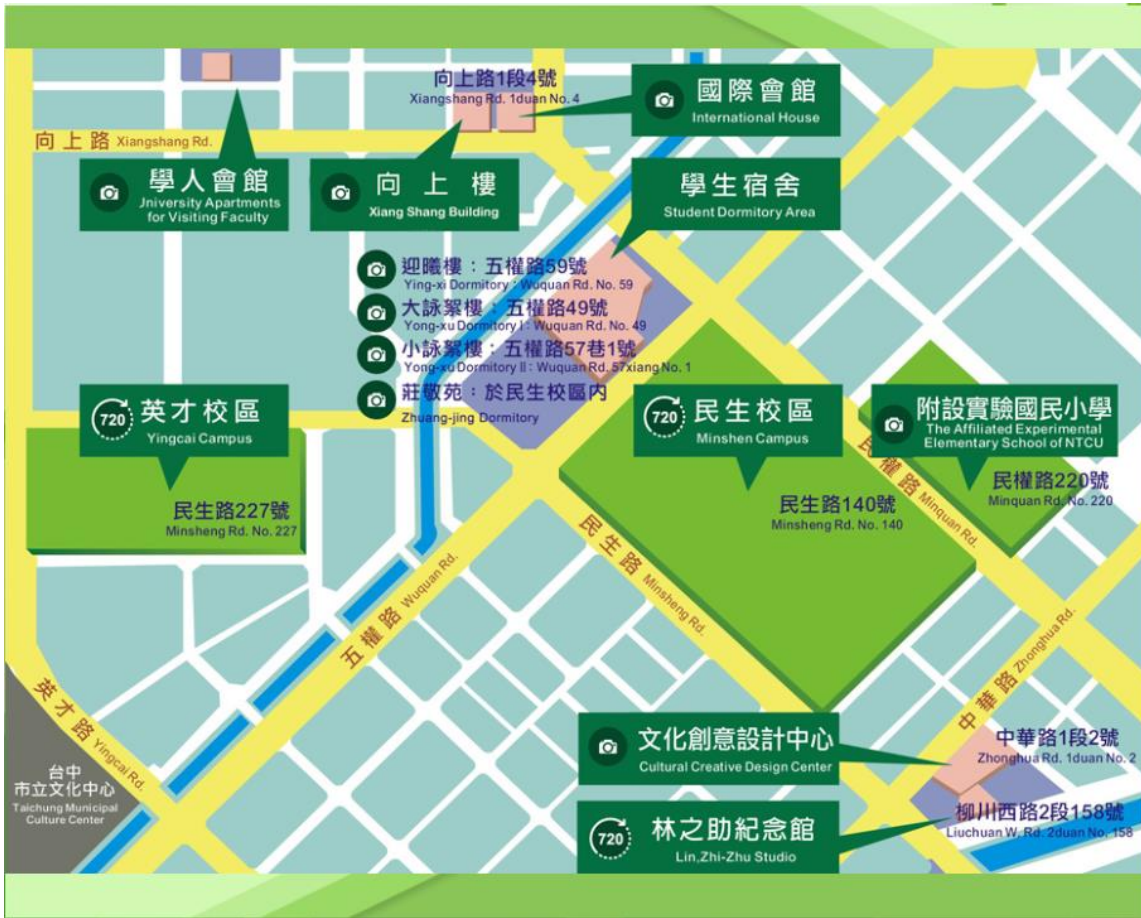 向上路1段4號
Xiangshang Rd. 1duan No. 4
國際會館
International House
向上路 Xiangshang Rd.
學人會館
Jniversity Apartments
for Visiting Faculty
向上樓
Xiang Shang Building
學生宿舍
Student Dormitory Area
迎曦樓：五權路59號
Ying-xi Dormitory：Wuquan Rd. No. 59
大詠絮樓：五權路49號
Yong-xu Dormitory I：Wuquan Rd. No. 49
小詠絮樓：五權路57巷1號
Yong-xu Dormitory II：Wuquan Rd. 57xiang No. 1
莊敬苑：於民生校區內
Zhuang-jing Dormitory
720
英才校區
Yingcai Campus
720
民生校區
Minshen Campus
附設實驗國民小學
The Affiliated Experimental
Elementary School of NTCU
民生路227號
Minsheng Rd. No. 227
民生路140號
Minsheng Rd. No. 140
民權路220號
Minquan Rd. No. 220
民權路 Minquan Rd.
民生路 Minsheng Rd.
五權路 Wuquan Rd.
中華路 Zhonghua Rd.
英才路 Yingcai Rd.
台中
市立文化中心
Taichung Municipal
Culture Center
文化創意設計中心
Cultural Creative Design Center
中華路1段2號
Zhonghua Rd. 1duan No. 2
720
林之助紀念館
Lin,Zhi-Zhu Studio
柳川西路2段158號
Liuchuan W, Rd. 2duan No, 158